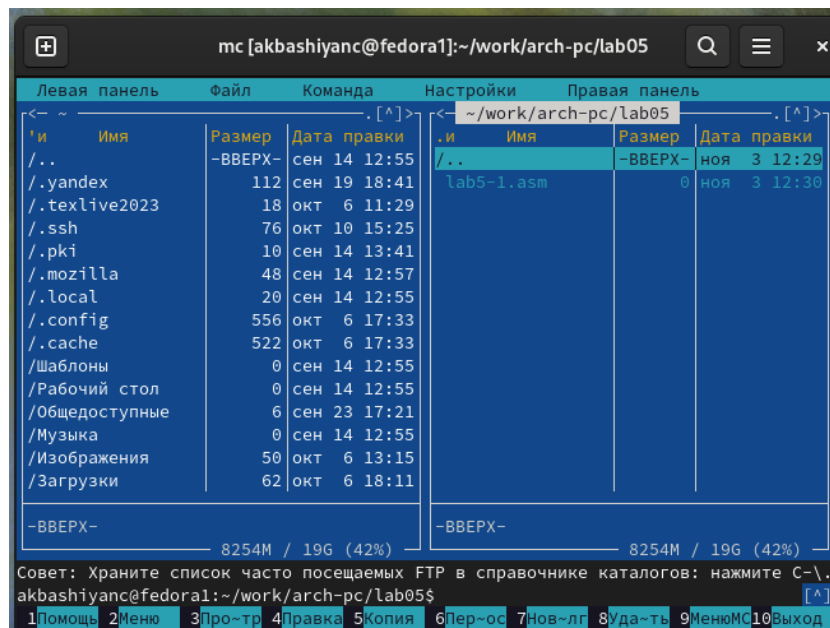 mc [akbashiyanc@fedora1]:~/work/arch-pc/lab05
Левая панель Файл Команда Настройки Правая панель
<─ ~ .[^]> <─ ~/work/arch-pc/lab05 .[^]>
'и Имя Размер Дата правки .и Имя Размер Дата правки
/.. -ВВЕРХ- сен 14 12:55 /.. -ВВЕРХ- ноя 3 12:29
/.yandex 112 сен 19 18:41 lab5-1.asm 0 ноя 3 12:30
/.texlive2023 18 окт 6 11:29
/.ssh 76 окт 10 15:25
/.pki 10 сен 14 13:41
/.mozilla 48 сен 14 12:57
/.local 20 сен 14 12:55
/.config 556 окт 6 17:33
/.cache 522 окт 6 17:33
/Шаблоны 0 сен 14 12:55
/Рабочий стол 0 сен 14 12:55
/Общедоступные 6 сен 23 17:21
/Музыка 0 сен 14 12:55
/Изображения 50 окт 6 13:15
/Загрузки 62 окт 6 18:11
-ВВЕРХ- -ВВЕРХ-
8254M / 19G (42%) 8254M / 19G (42%)
Совет: Храните список часто посещаемых FTP в справочнике каталогов: нажмите C-\.
akbashiyanc@fedora1:~/work/arch-pc/lab05$ [^]
1Помощь 2Меню 3Про~тр 4Правка 5Копия 6Пер~ос 7Нов~лг 8Уда~ть 9МенюMC 10Выход